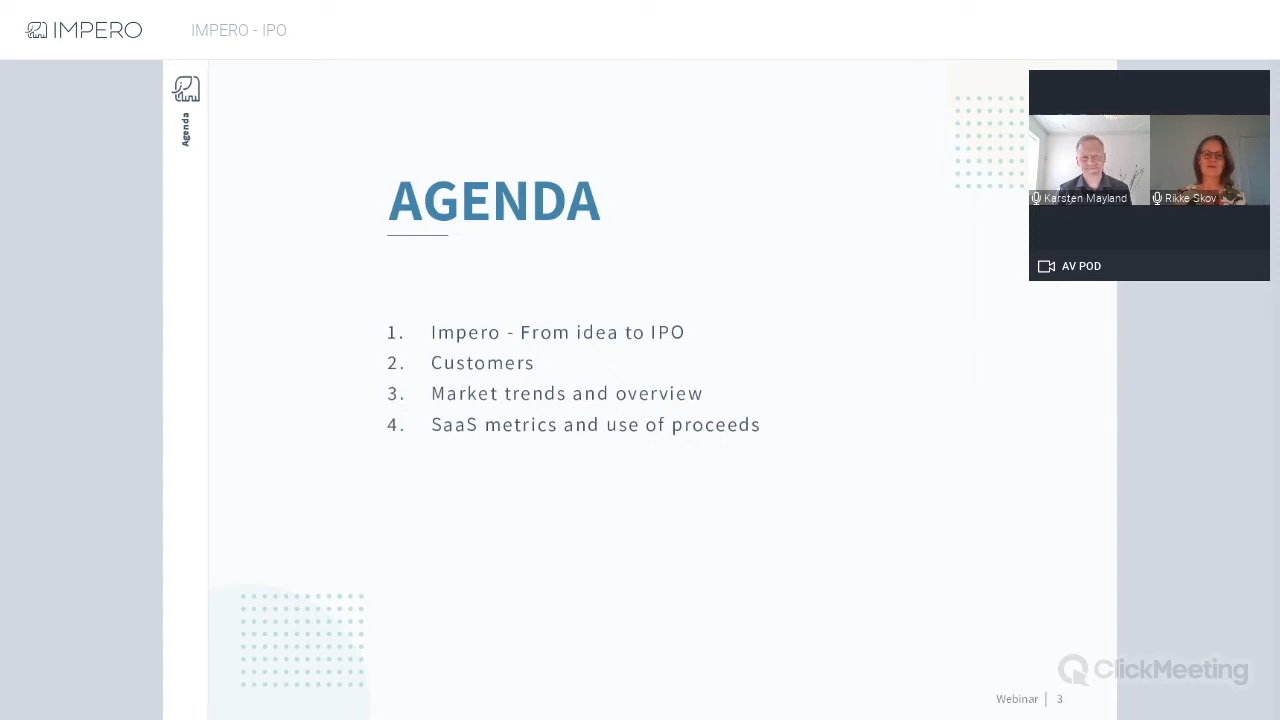 IMPERO
IMPERO - IPO
Agenda
AGENDA
1. Impero - From idea to IPO
2. Customers
3. Market trends and overview
4. SaaS metrics and use of proceeds
Karsten Mayland
Rikke Skov
AV POD
ClickMeeting
Webinar | 3